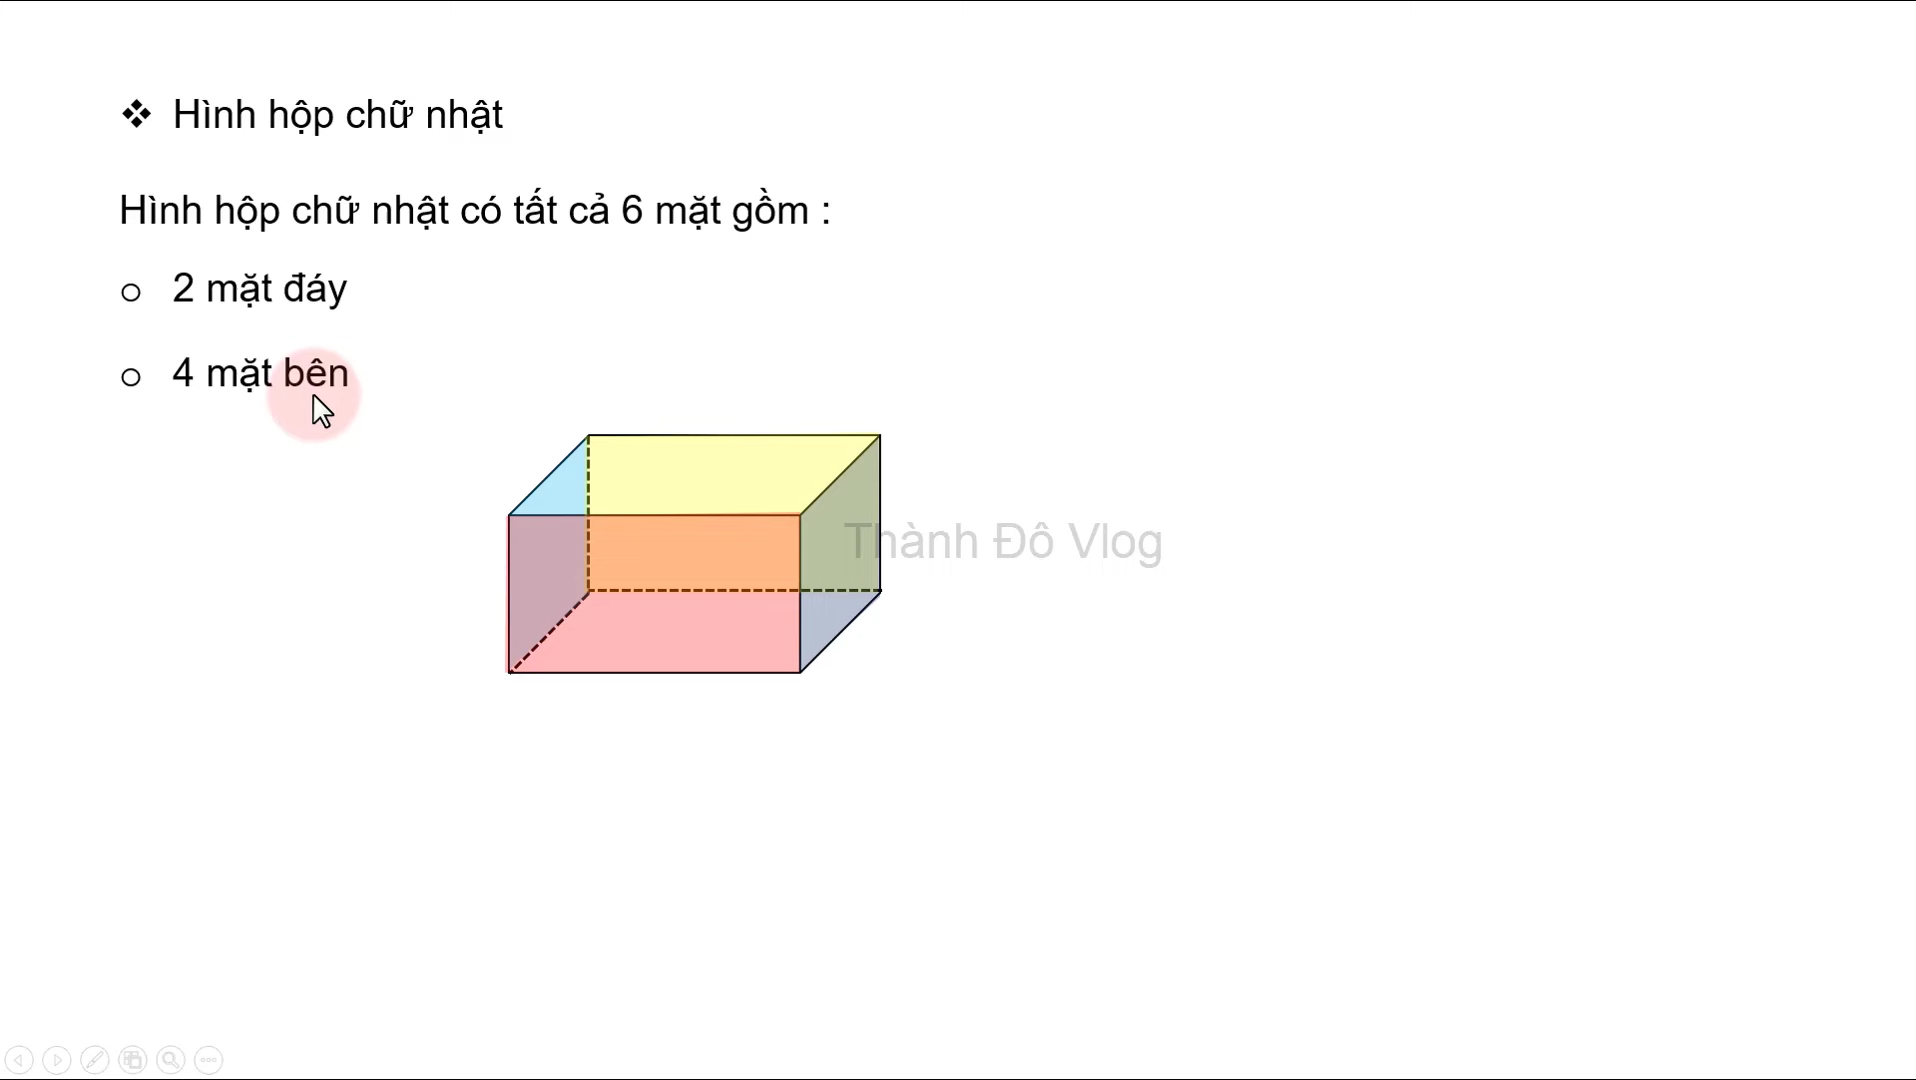 Hình hộp chữ nhật
Hình hộp chữ nhật có tất cả 6 mặt gồm :
2 mặt đáy
4 mặt bên
Thành Đô Vlog